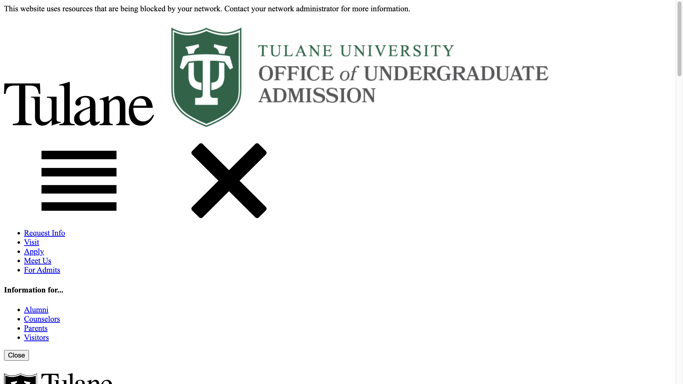 This website uses resources that are being blocked by your network. Contact your network administrator for more information.
Tulane
TULANE UNIVERSITY
OFFICE of UNDERGRADUATE
ADMISSION
Request Info
Visit
Apply
Meet Us
For Admits
Information for...
Alumni
Counselors
Parents
Visitors
Close
Tulane